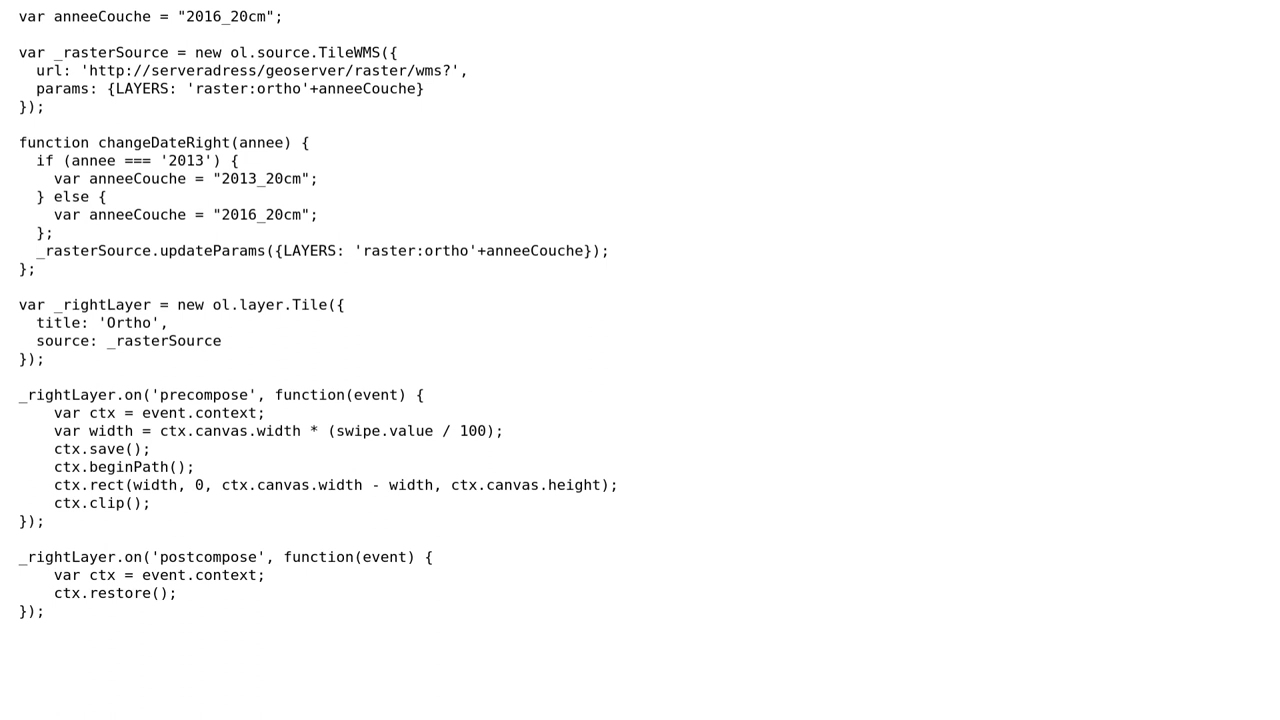 var anneeCouche = "2016_20cm";

var _rasterSource = new ol.source.TileWMS({
  url: 'http://serveradress/geoserver/raster/wms?',
  params: {LAYERS: 'raster:ortho'+anneeCouche}
});

function changeDateRight(annee) {
  if (annee === '2013') {
    var anneeCouche = "2013_20cm";
  } else {
    var anneeCouche = "2016_20cm";
  };
  _rasterSource.updateParams({LAYERS: 'raster:ortho'+anneeCouche});
};

var _rightLayer = new ol.layer.Tile({
  title: 'Ortho',
  source: _rasterSource
});

_rightLayer.on('precompose', function(event) {
    var ctx = event.context;
    var width = ctx.canvas.width * (swipe.value / 100);
    ctx.save();
    ctx.beginPath();
    ctx.rect(width, 0, ctx.canvas.width - width, ctx.canvas.height);
    ctx.clip();
});

_rightLayer.on('postcompose', function(event) {
    var ctx = event.context;
    ctx.restore();
});